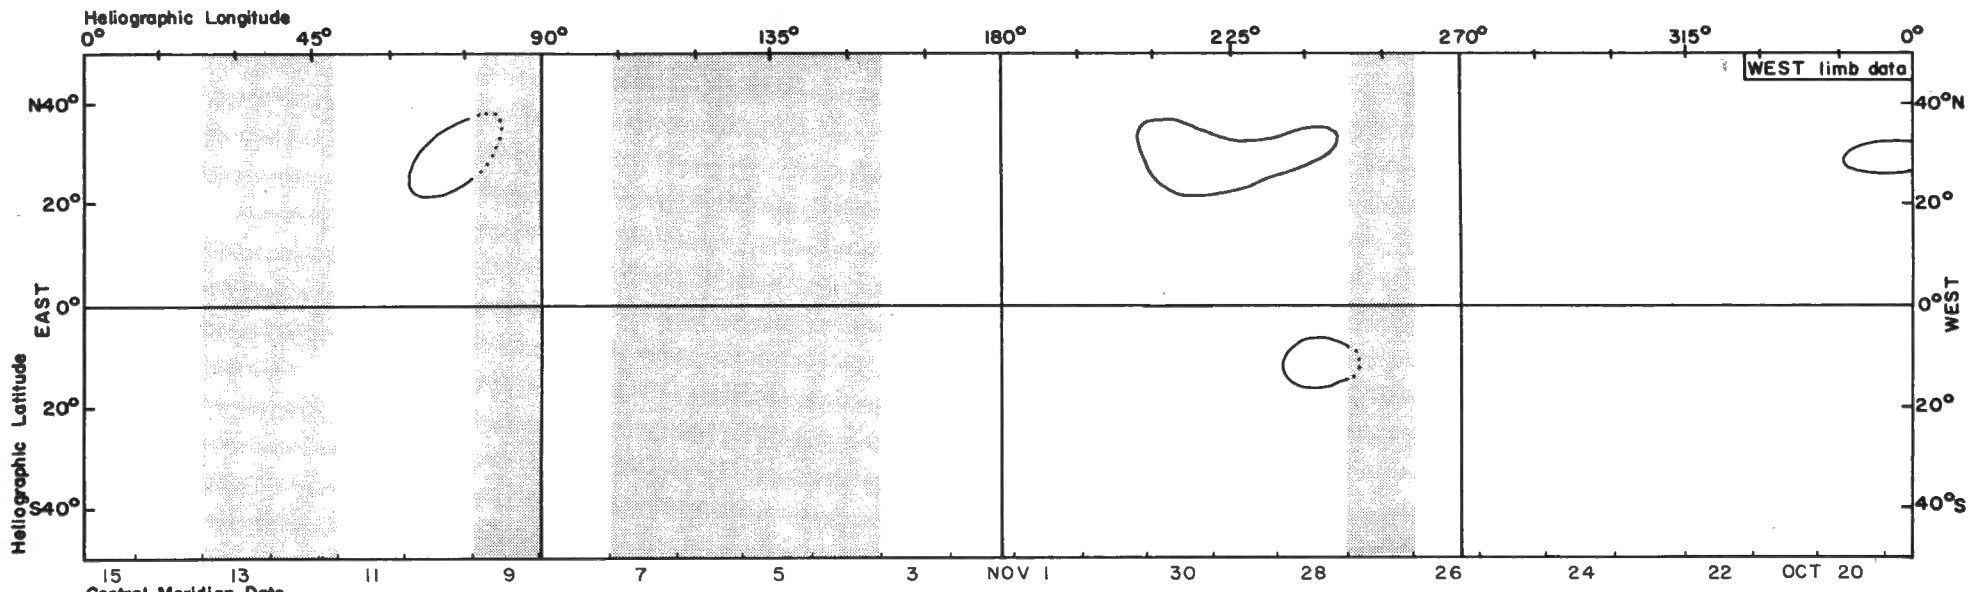 Heliographic Longitude
0° 45° 90° 135° 180° 225° 270° 315° 0°
WEST limb data
N40° 40°N
20° 20°
EAST 0° 0° WEST
20° 20°
S40° 40°S
Heliographic Latitude
15 13 11 9 7 5 3 NOV 1 30 28 26 24 22 OCT 20
Central Meridian Date